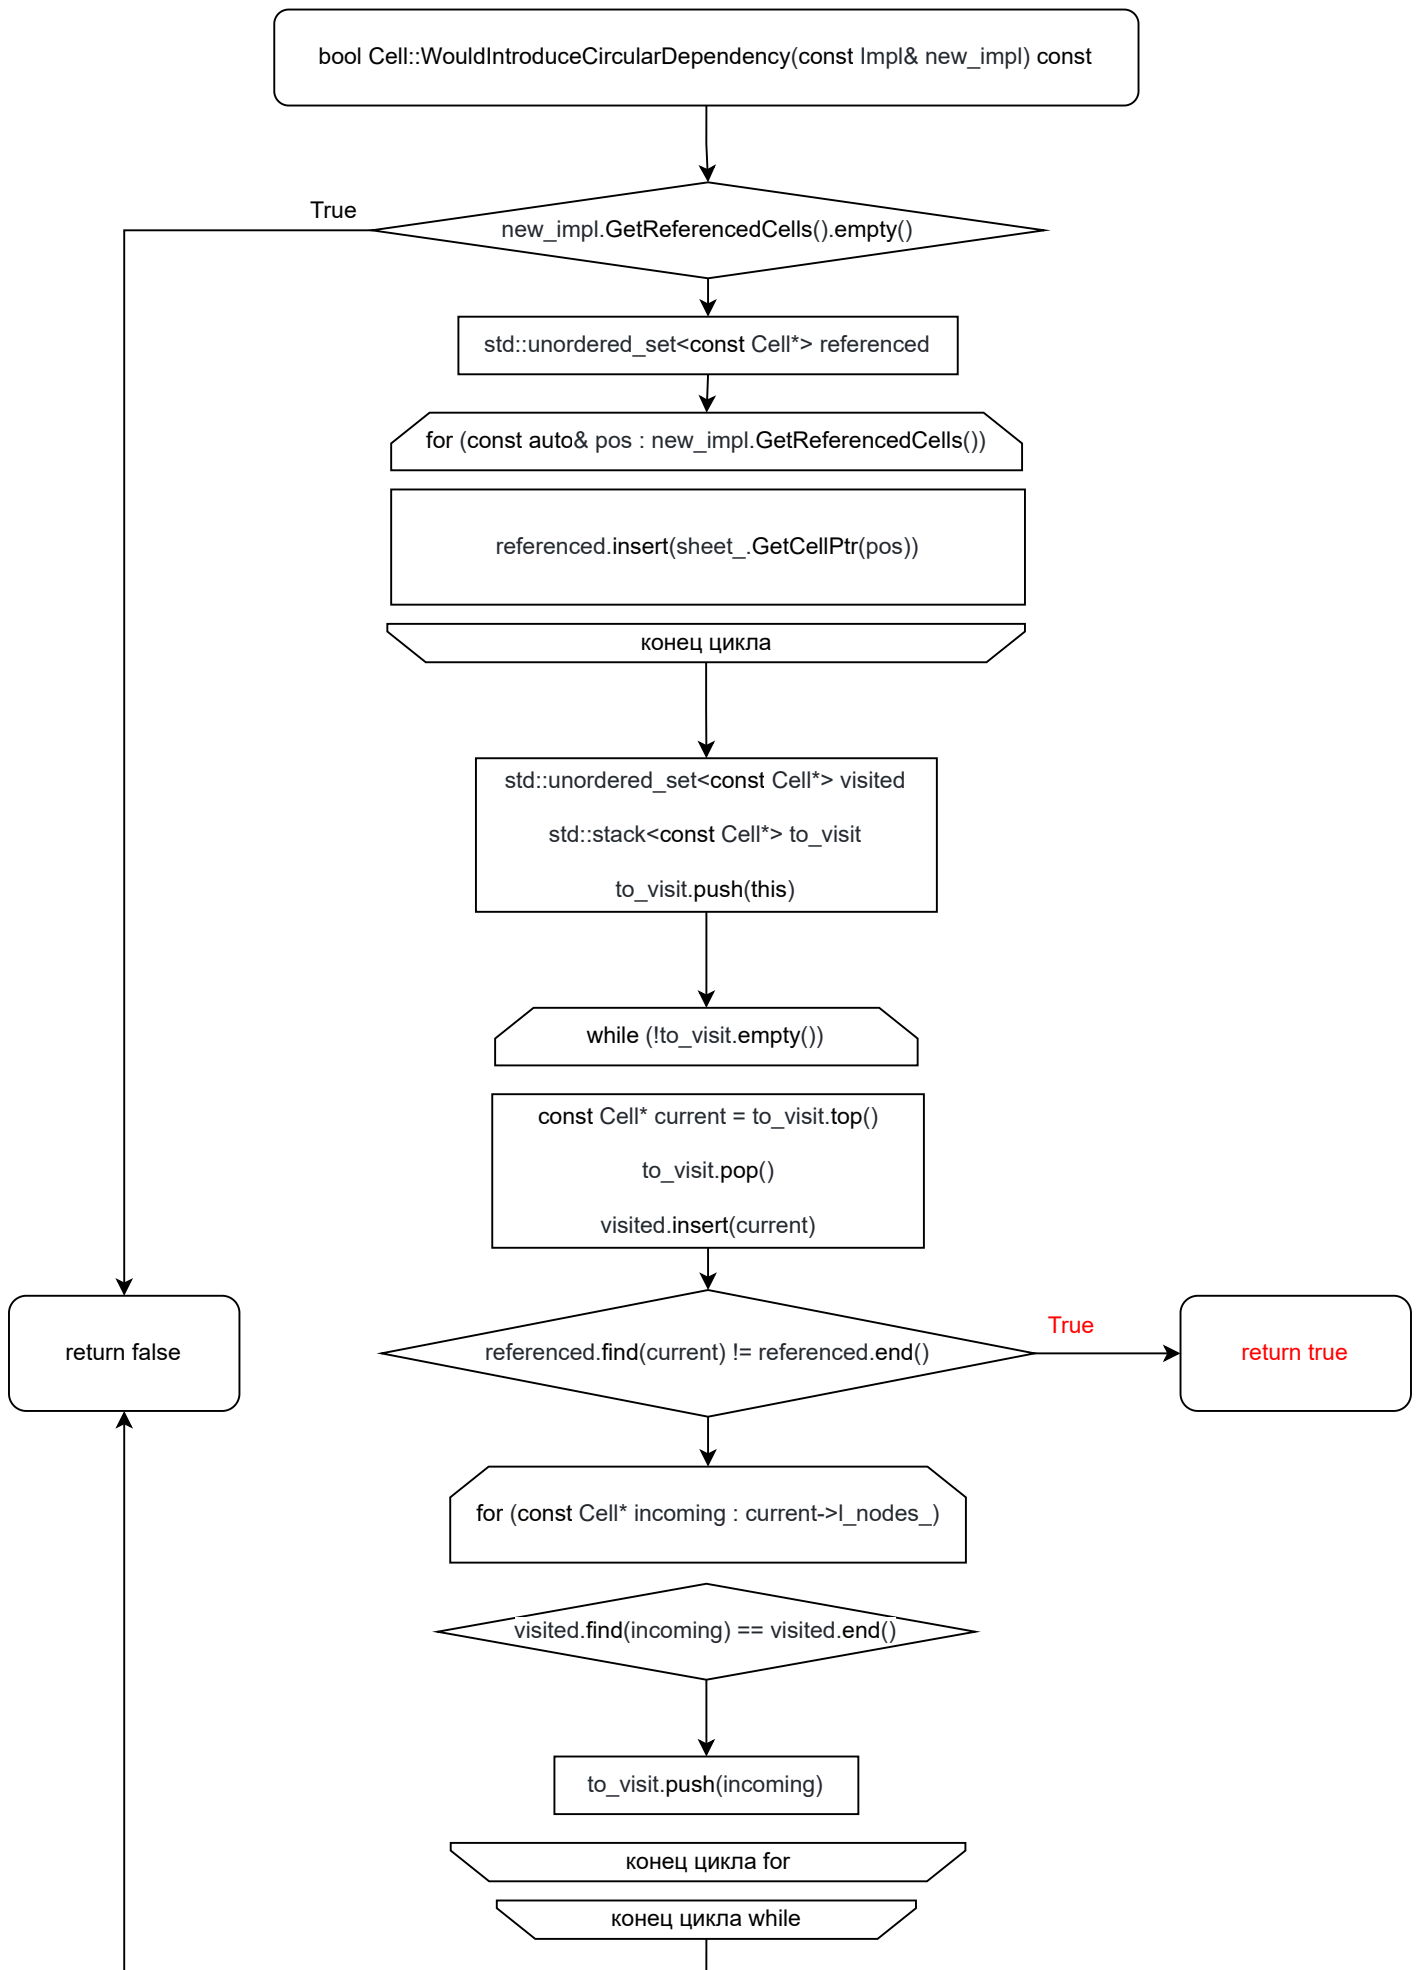 bool Cell::WouldIntroduceCircularDependency(const Impl& new_impl) const
True
new_impl.GetReferencedCells().empty()
std::unordered_set<const Cell*> referenced
for (const auto& pos : new_impl.GetReferencedCells())
referenced.insert(sheet_.GetCellPtr(pos))
конец цикла
std::unordered_set<const Cell*> visited
std::stack<const Cell*> to_visit
to_visit.push(this)
while (!to_visit.empty())
const Cell* current = to_visit.top()
to_visit.pop()
visited.insert(current)
True
return false
referenced.find(current) != referenced.end()
return true
for (const Cell* incoming : current->l_nodes_)
visited.find(incoming) == visited.end()
to_visit.push(incoming)
конец цикла for
конец цикла while